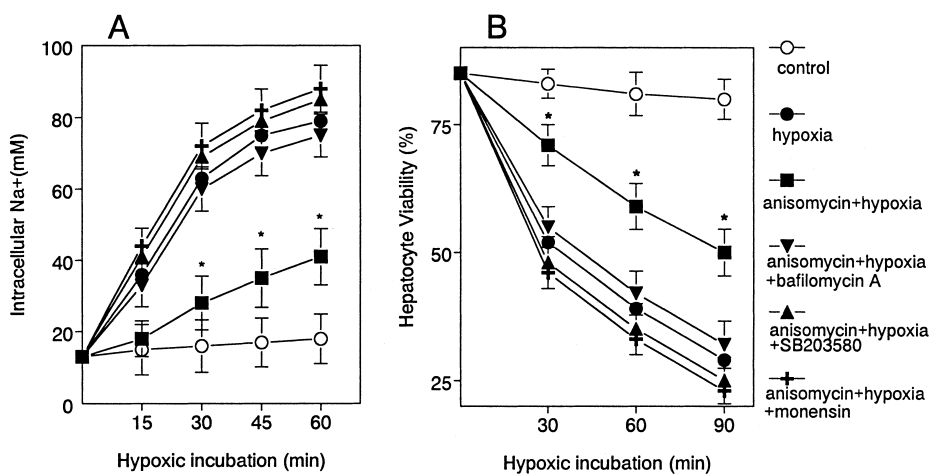 A
B
100
80
60
40
20
0
Intracellular Na+(mM)
* * *
15 30 45 60
Hypoxic incubation (min)
75
50
25
Hepatocyte Viability (%)
* * *
30 60 90
Hypoxic incubation (min)
control
hypoxia
anisomycin+hypoxia
anisomycin+hypoxia
+bafilomycin A
anisomycin+hypoxia
+SB203580
anisomycin+hypoxia
+monensin